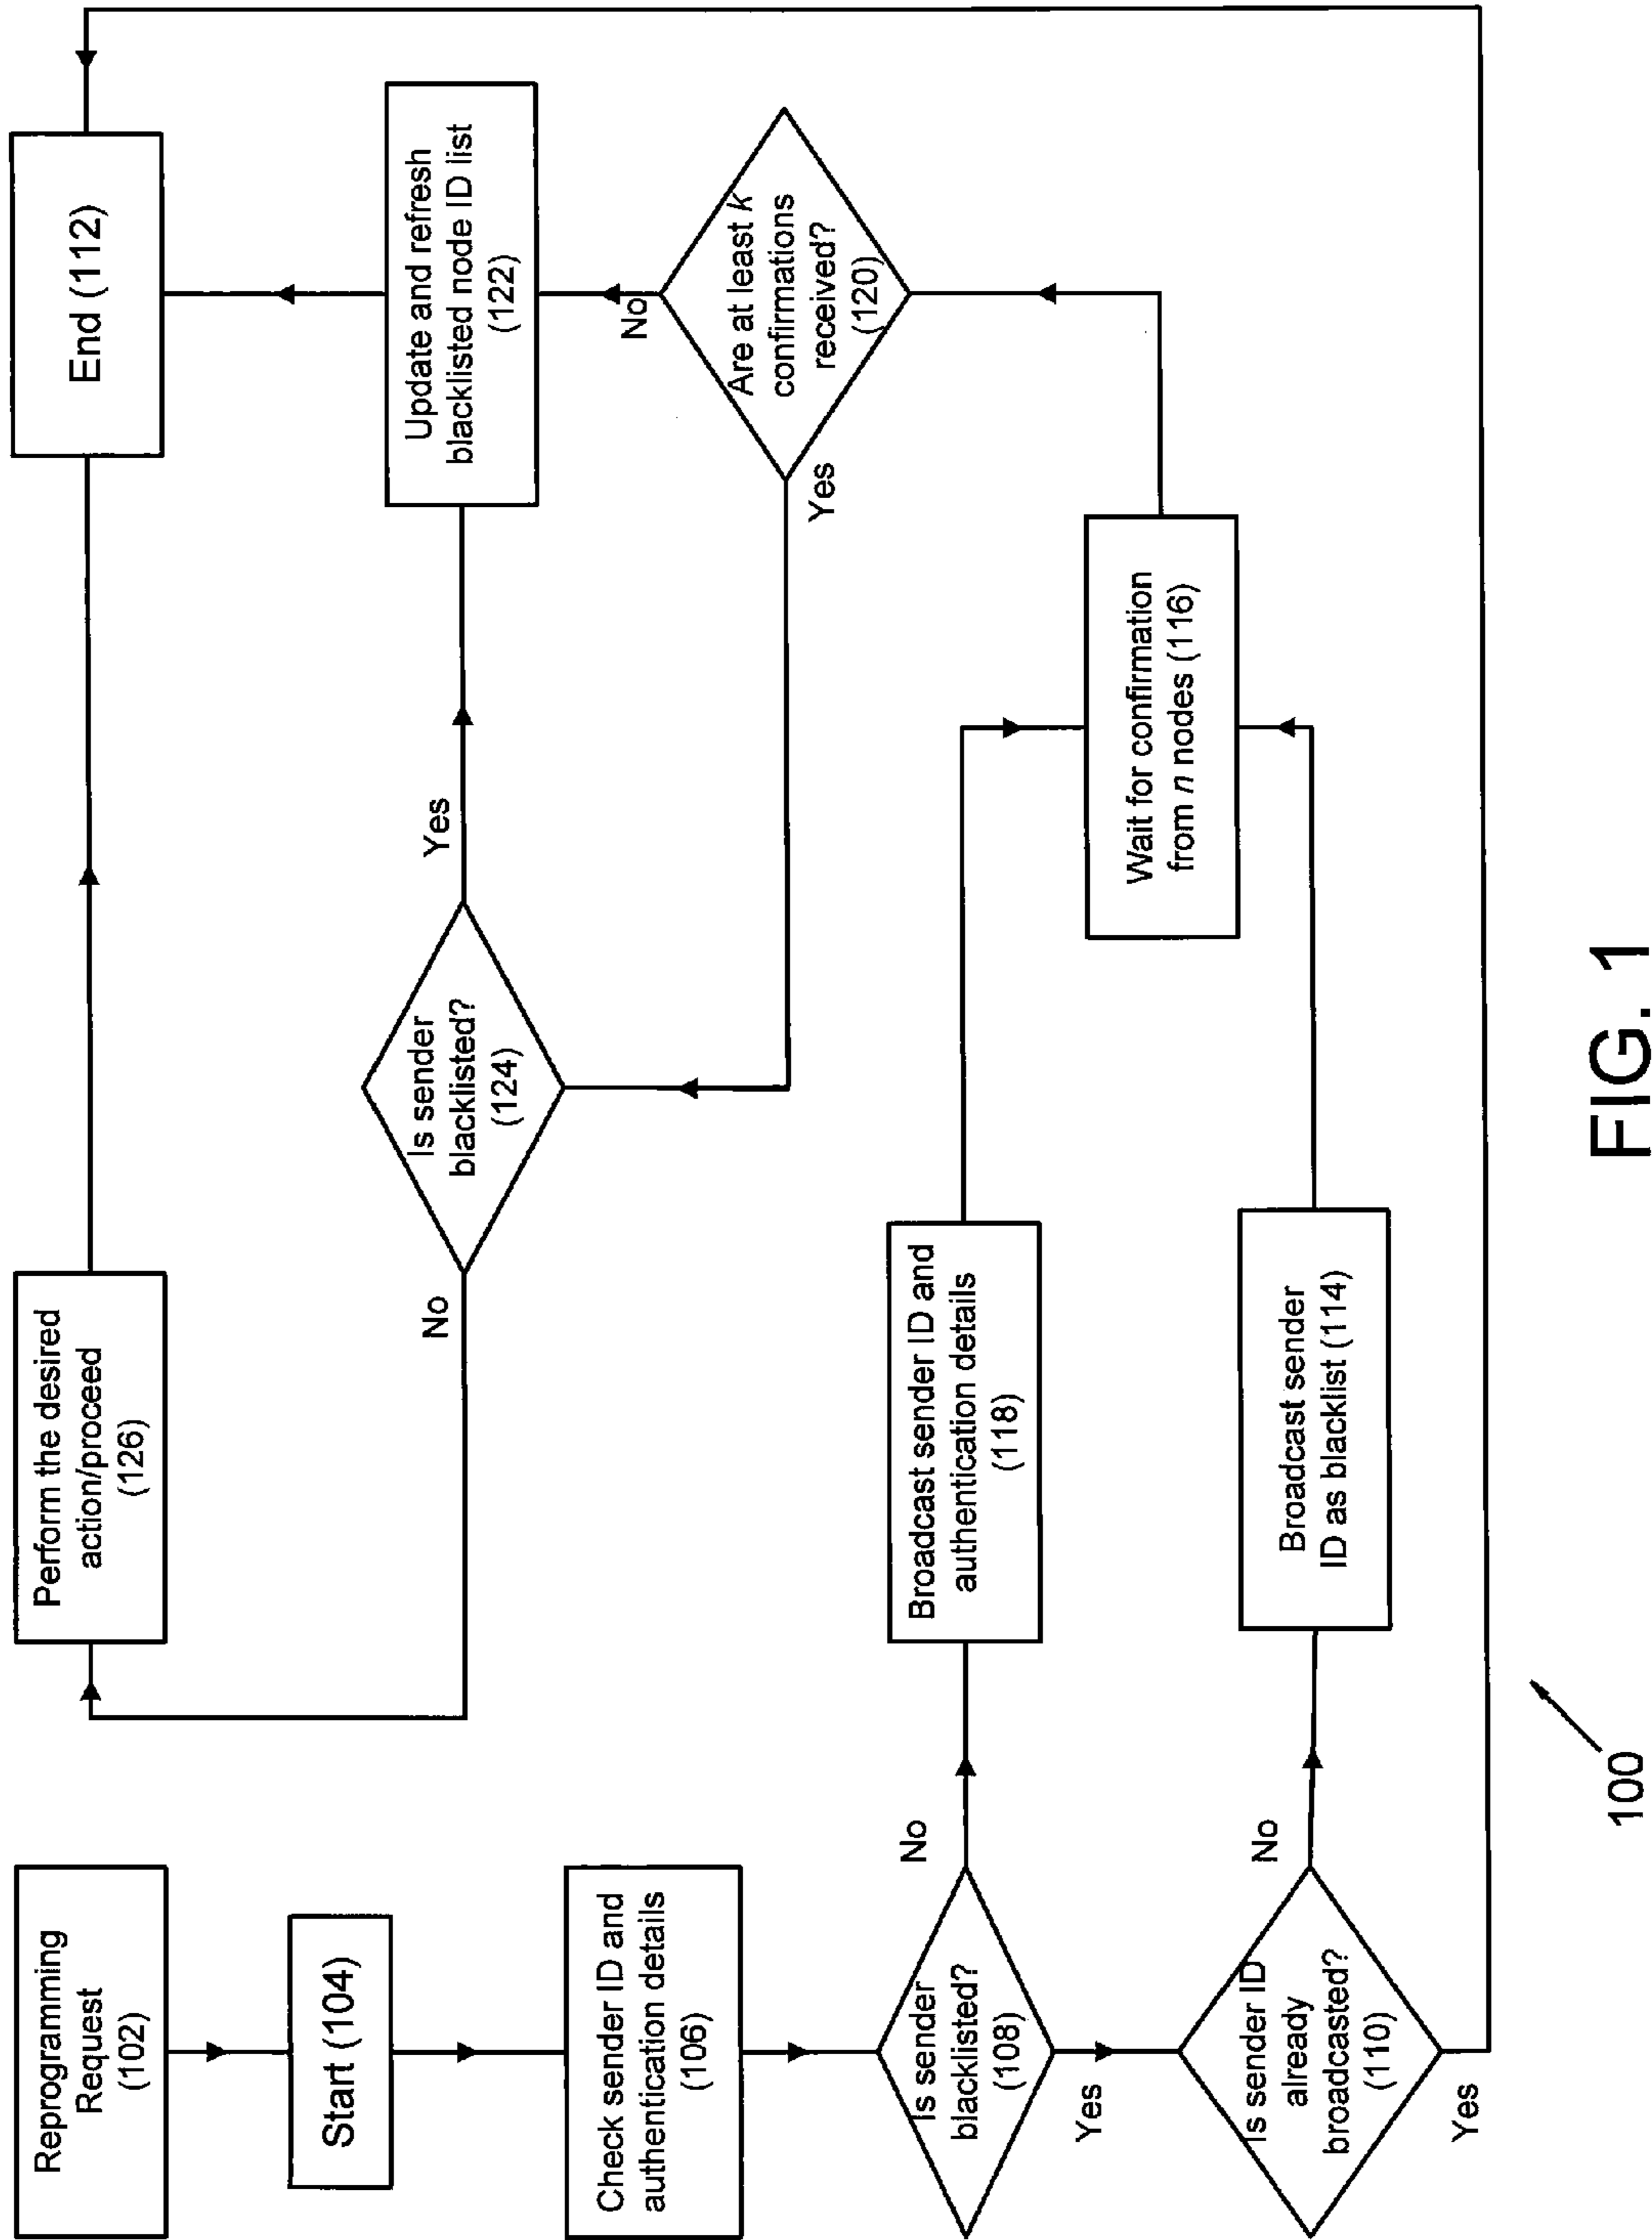 Reprogramming
Request
(102)
Start (104)
Check sender ID and
authentication details
(106)
Is sender
blacklisted?
(108)
No
Yes
Is sender ID
already
broadcasted?
(110)
No
Yes
Broadcast sender ID and
authentication details
(118)
Broadcast sender
ID as blacklist (114)
Wait for confirmation
from n nodes (116)
Are at least k
confirmations
received?
(120)
No
Yes
Is sender
blacklisted?
(124)
Yes
No
Update and refresh
blacklisted node ID list
(122)
Perform the desired
action/proceed
(126)
End (112)
100
FIG. 1